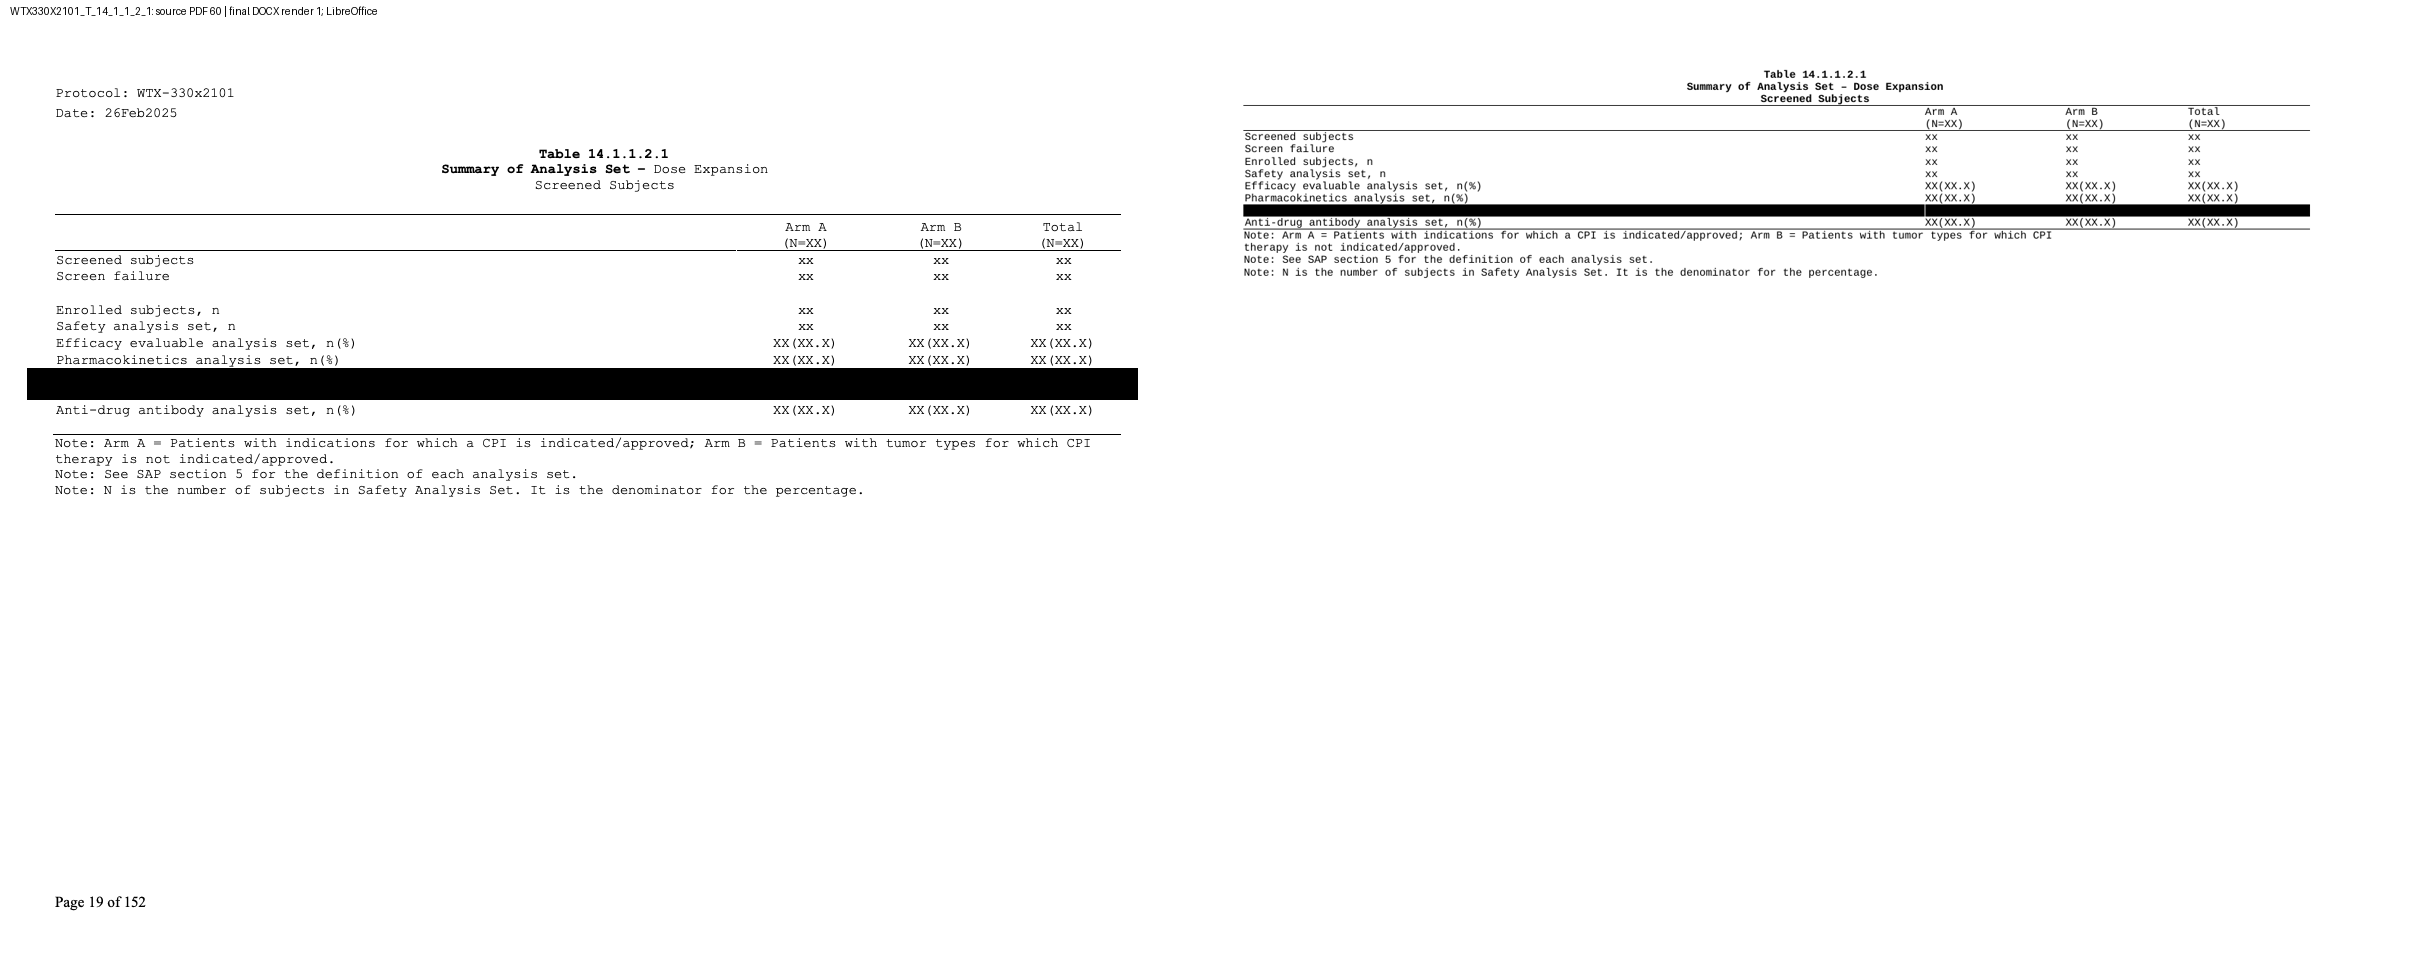 WTX330X2101_T_14_1_1_2_1: source PDF 60 | final DOCX render 1; LibreOffice
Protocol: WTX-330x2101
Date: 26Feb2025
Table 14.1.1.2.1
Summary of Analysis Set – Dose Expansion
Screened Subjects
Arm A Arm B Total
(N=XX) (N=XX) (N=XX)
Screened subjects xx xx xx
Screen failure xx xx xx
Enrolled subjects, n xx xx xx
Safety analysis set, n xx xx xx
Efficacy evaluable analysis set, n(%) XX(XX.X) XX(XX.X) XX(XX.X)
Pharmacokinetics analysis set, n(%) XX(XX.X) XX(XX.X) XX(XX.X)
Anti-drug antibody analysis set, n(%) XX(XX.X) XX(XX.X) XX(XX.X)
Note: Arm A = Patients with indications for which a CPI is indicated/approved; Arm B = Patients with tumor types for which CPI
therapy is not indicated/approved.
Note: See SAP section 5 for the definition of each analysis set.
Note: N is the number of subjects in Safety Analysis Set. It is the denominator for the percentage.
Page 19 of 152
Table 14.1.1.2.1
Summary of Analysis Set – Dose Expansion
Screened Subjects
Arm A Arm B Total
(N=XX) (N=XX) (N=XX)
Screened subjects xx xx xx
Screen failure xx xx xx
Enrolled subjects, n xx xx xx
Safety analysis set, n xx xx xx
Efficacy evaluable analysis set, n(%) XX(XX.X) XX(XX.X) XX(XX.X)
Pharmacokinetics analysis set, n(%) XX(XX.X) XX(XX.X) XX(XX.X)
Anti-drug antibody analysis set, n(%) XX(XX.X) XX(XX.X) XX(XX.X)
Note: Arm A = Patients with indications for which a CPI is indicated/approved; Arm B = Patients with tumor types for which CPI
therapy is not indicated/approved.
Note: See SAP section 5 for the definition of each analysis set.
Note: N is the number of subjects in Safety Analysis Set. It is the denominator for the percentage.